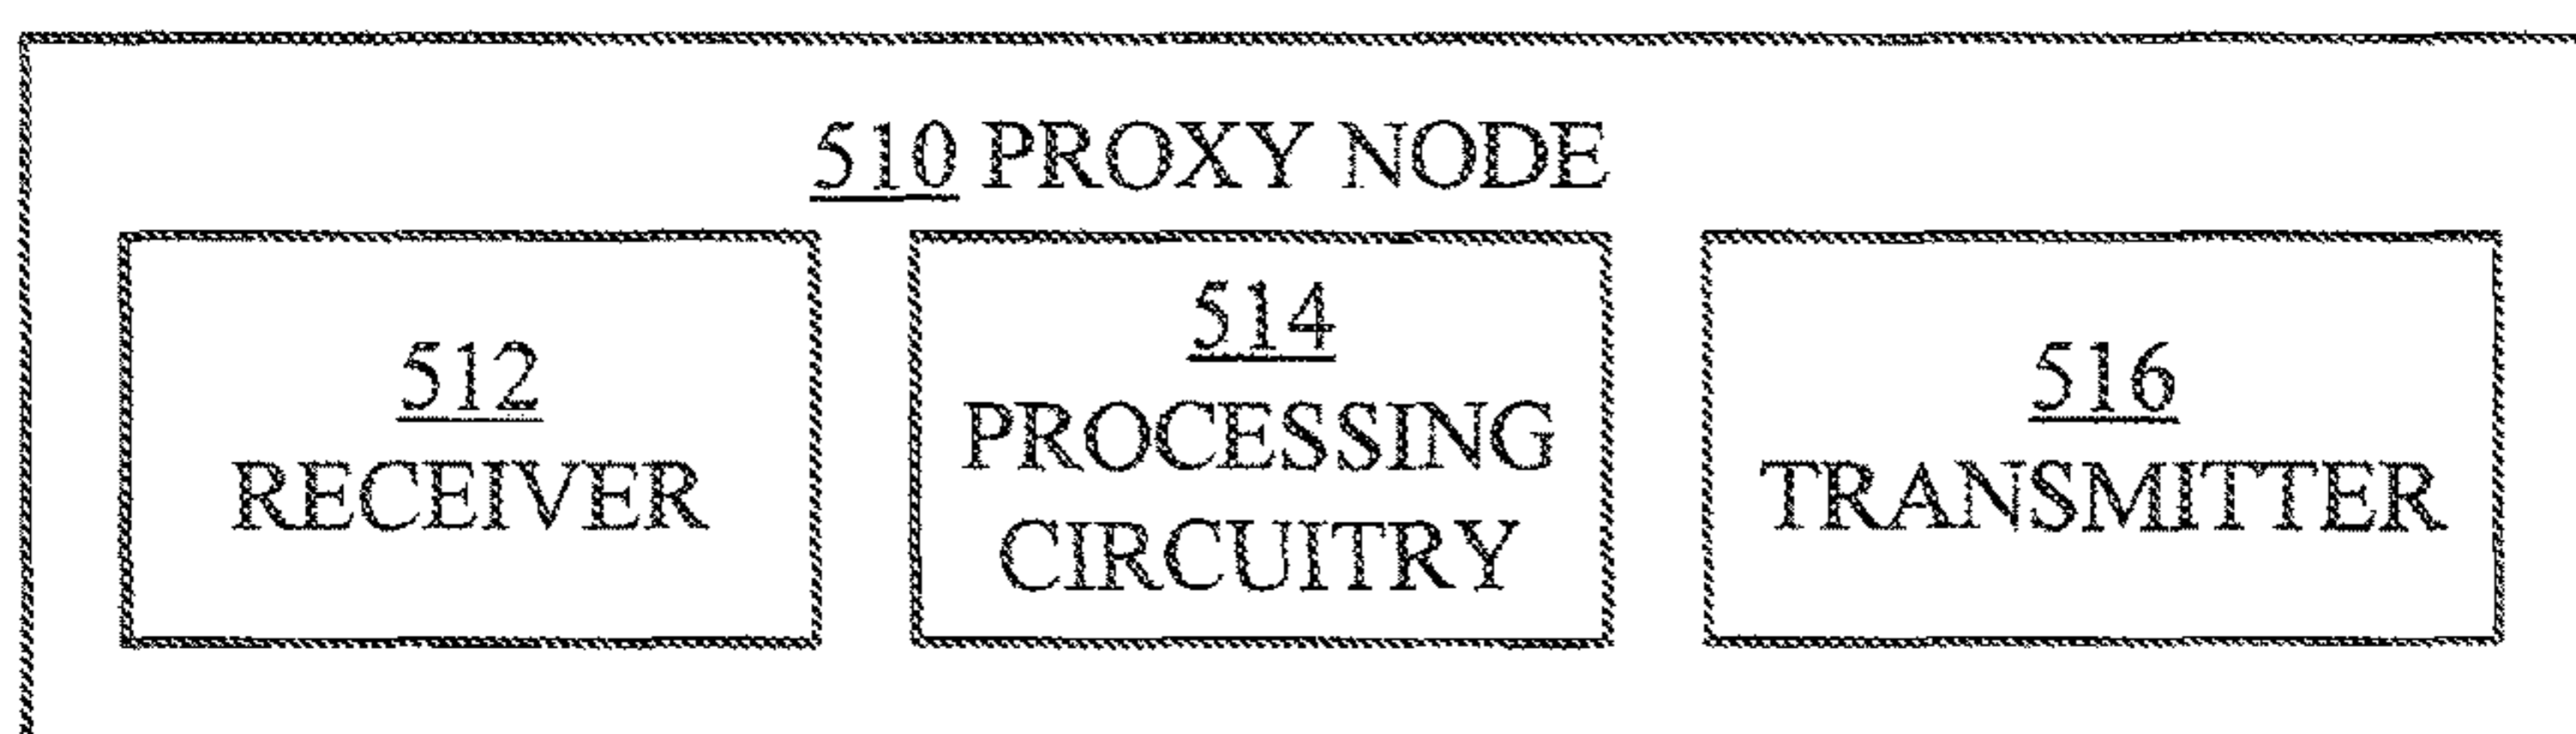 510 PROXY NODE
512
RECEIVER
514
PROCESSING
CIRCUITRY
516
TRANSMITTER